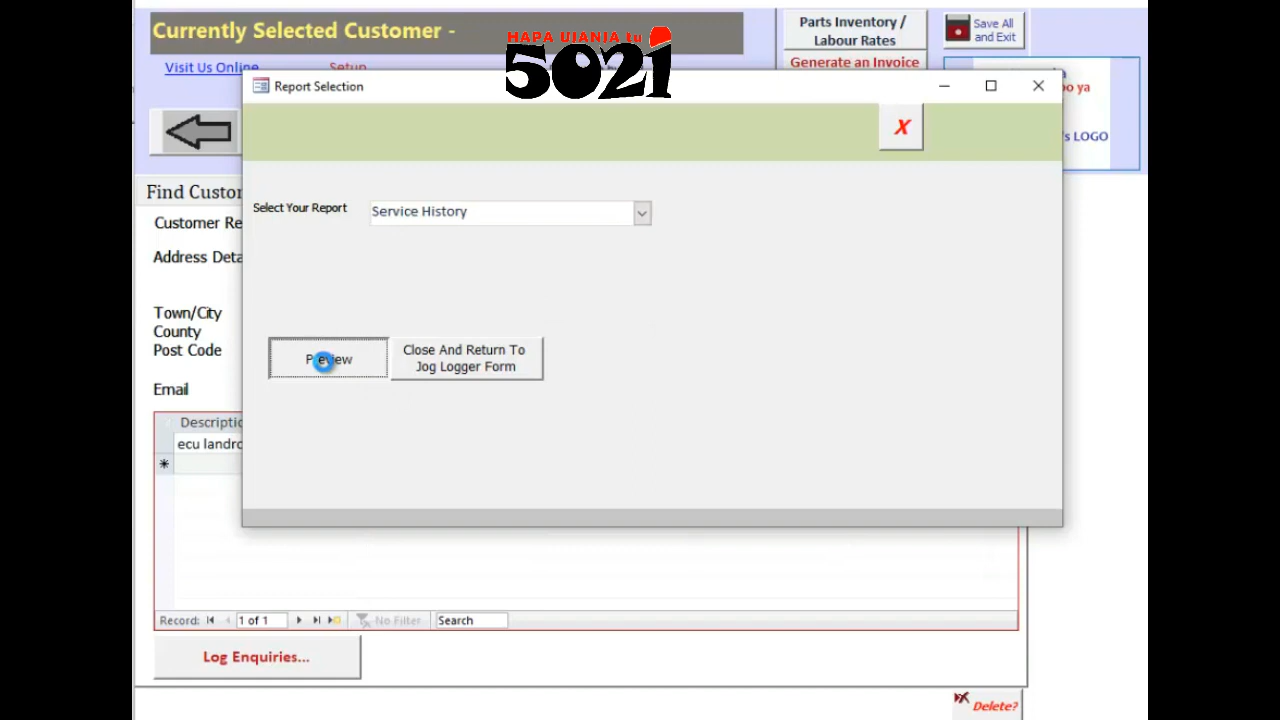 Currently Selected Customer -
Parts Inventory /
Labour Rates
Save All
and Exit
HAPA UJANJA tu
5021
Visit Us Online
Setup
Generate an Invoice
Report Selection
X
's LOGO
Find Custo
Customer Re
Address Deta
Town/City
County
Post Code
Email
Select Your Report
Service History
Preview
Close And Return To
Jog Logger Form
Descriptio
ecu landro
Record:
1 of 1
No Filter
Search
Log Enquiries...
Delete?